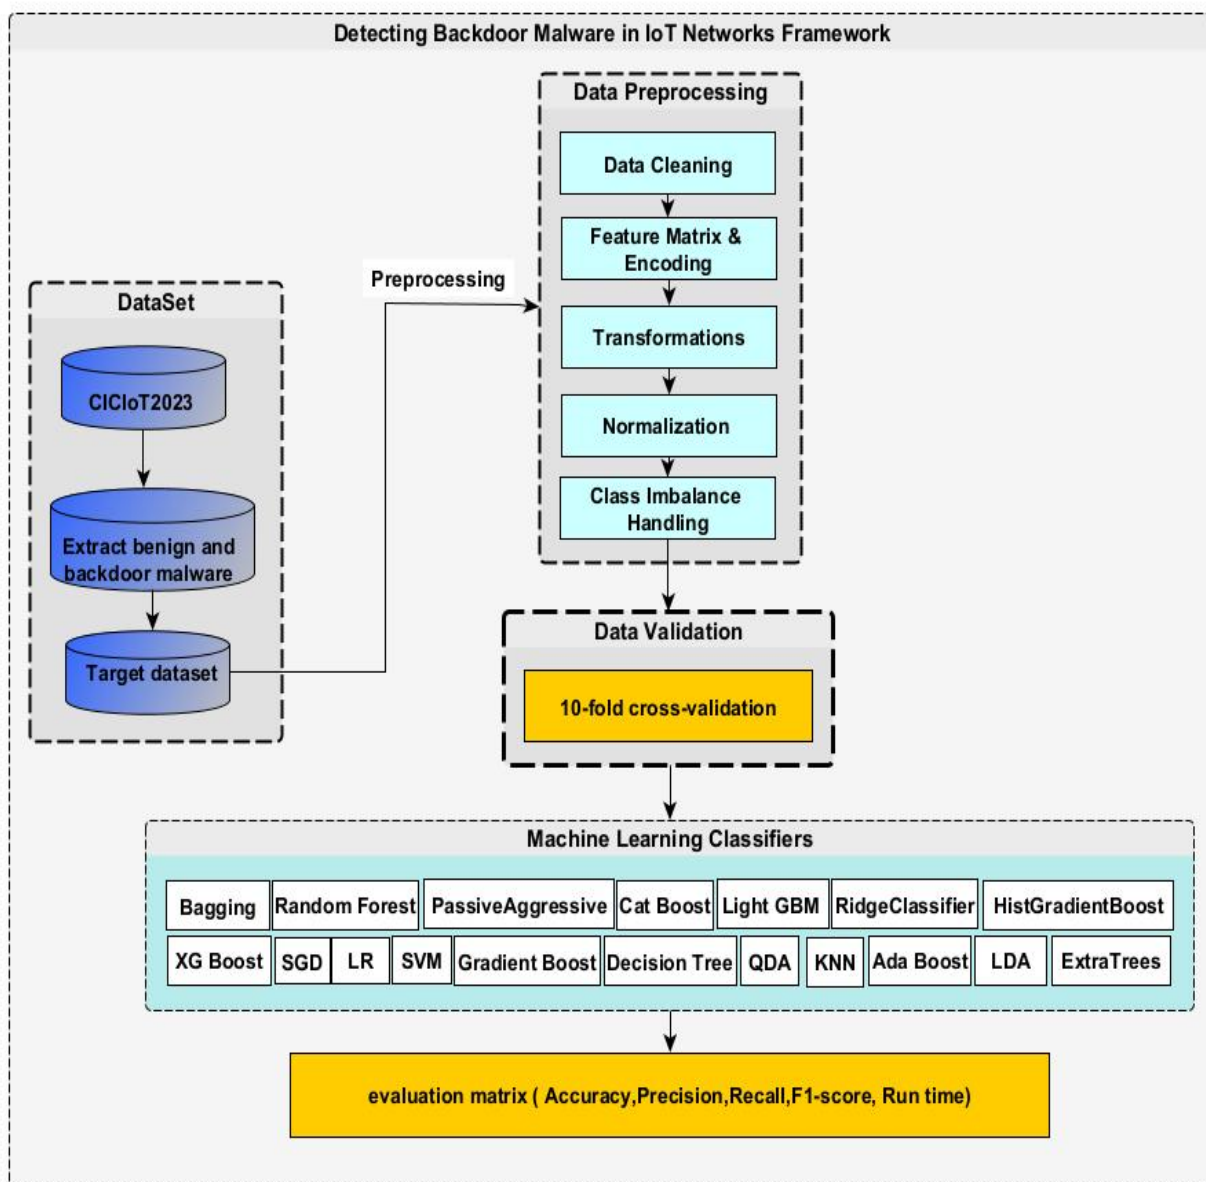 Detecting Backdoor Malware in IoT Networks Framework
Data Preprocessing
Data Cleaning
Feature Matrix &
Encoding
Transformations
Normalization
Class Imbalance
Handling
Preprocessing
DataSet
CICIoT2023
Extract benign and
backdoor malware
Target dataset
Data Validation
10-fold cross-validation
Machine Learning Classifiers
Bagging Random Forest PassiveAggressive Cat Boost Light GBM RidgeClassifier HistGradientBoost
XG Boost SGD LR SVM Gradient Boost Decision Tree QDA KNN Ada Boost LDA ExtraTrees
evaluation matrix ( Accuracy,Precision,Recall,F1-score, Run time)